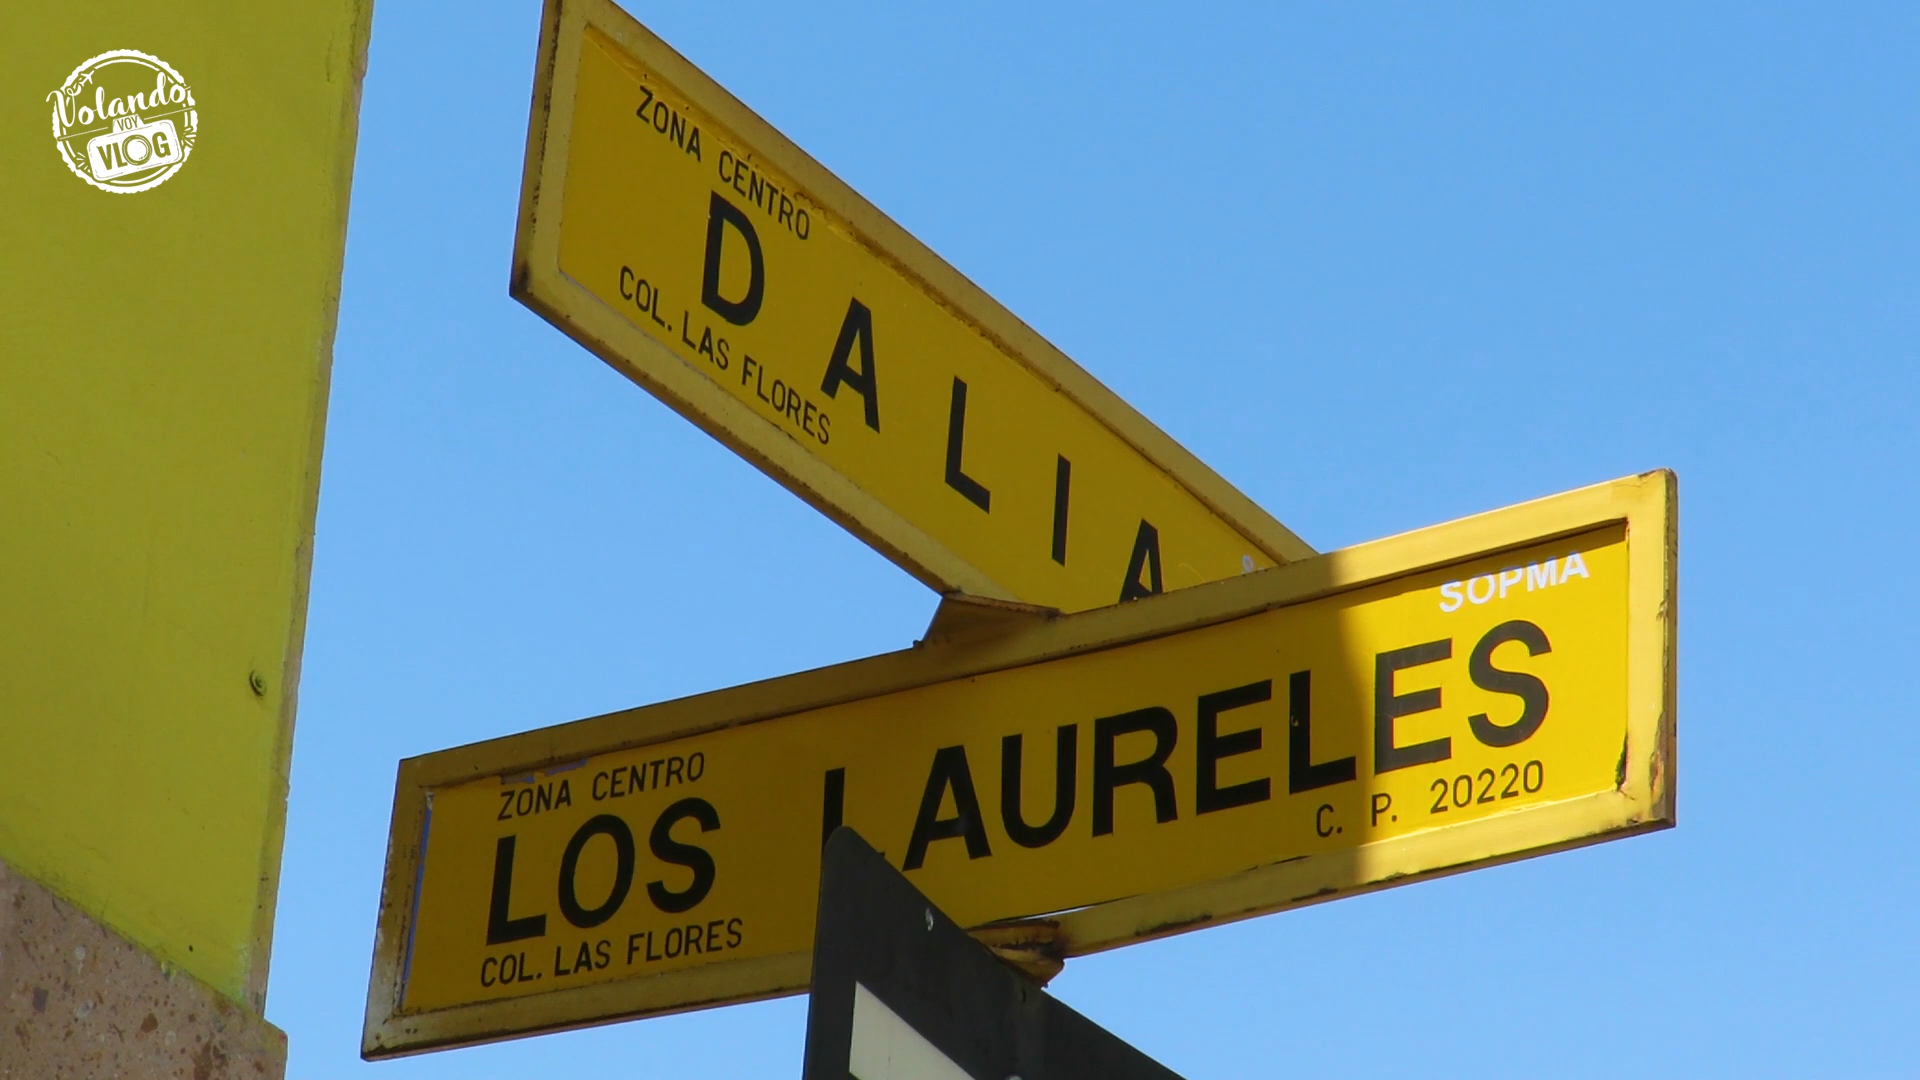 Volando
VOY
VLOG
ZONA CENTRO
DALIA
COL. LAS FLORES
SOPMA
ZONA CENTRO
LOS LAURELES
C. P. 20220
COL. LAS FLORES